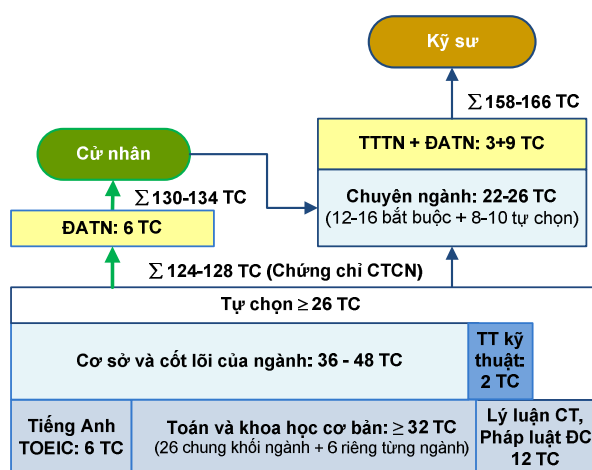 Kỹ sư
∑ 158-166 TC
TTTN + ĐATN: 3+9 TC
Cử nhân
Chuyên ngành: 22-26 TC
(12-16 bắt buộc + 8-10 tự chọn)
∑ 130-134 TC
ĐATN: 6 TC
∑ 124-128 TC (Chứng chỉ CTCN)
Tự chọn ≥ 26 TC
Cơ sở và cốt lõi của ngành: 36 - 48 TC
TT kỹ
thuật:
2 TC
Tiếng Anh
TOEIC: 6 TC
Toán và khoa học cơ bản: ≥ 32 TC
(26 chung khối ngành + 6 riêng từng ngành)
Lý luận CT,
Pháp luật ĐC
12 TC